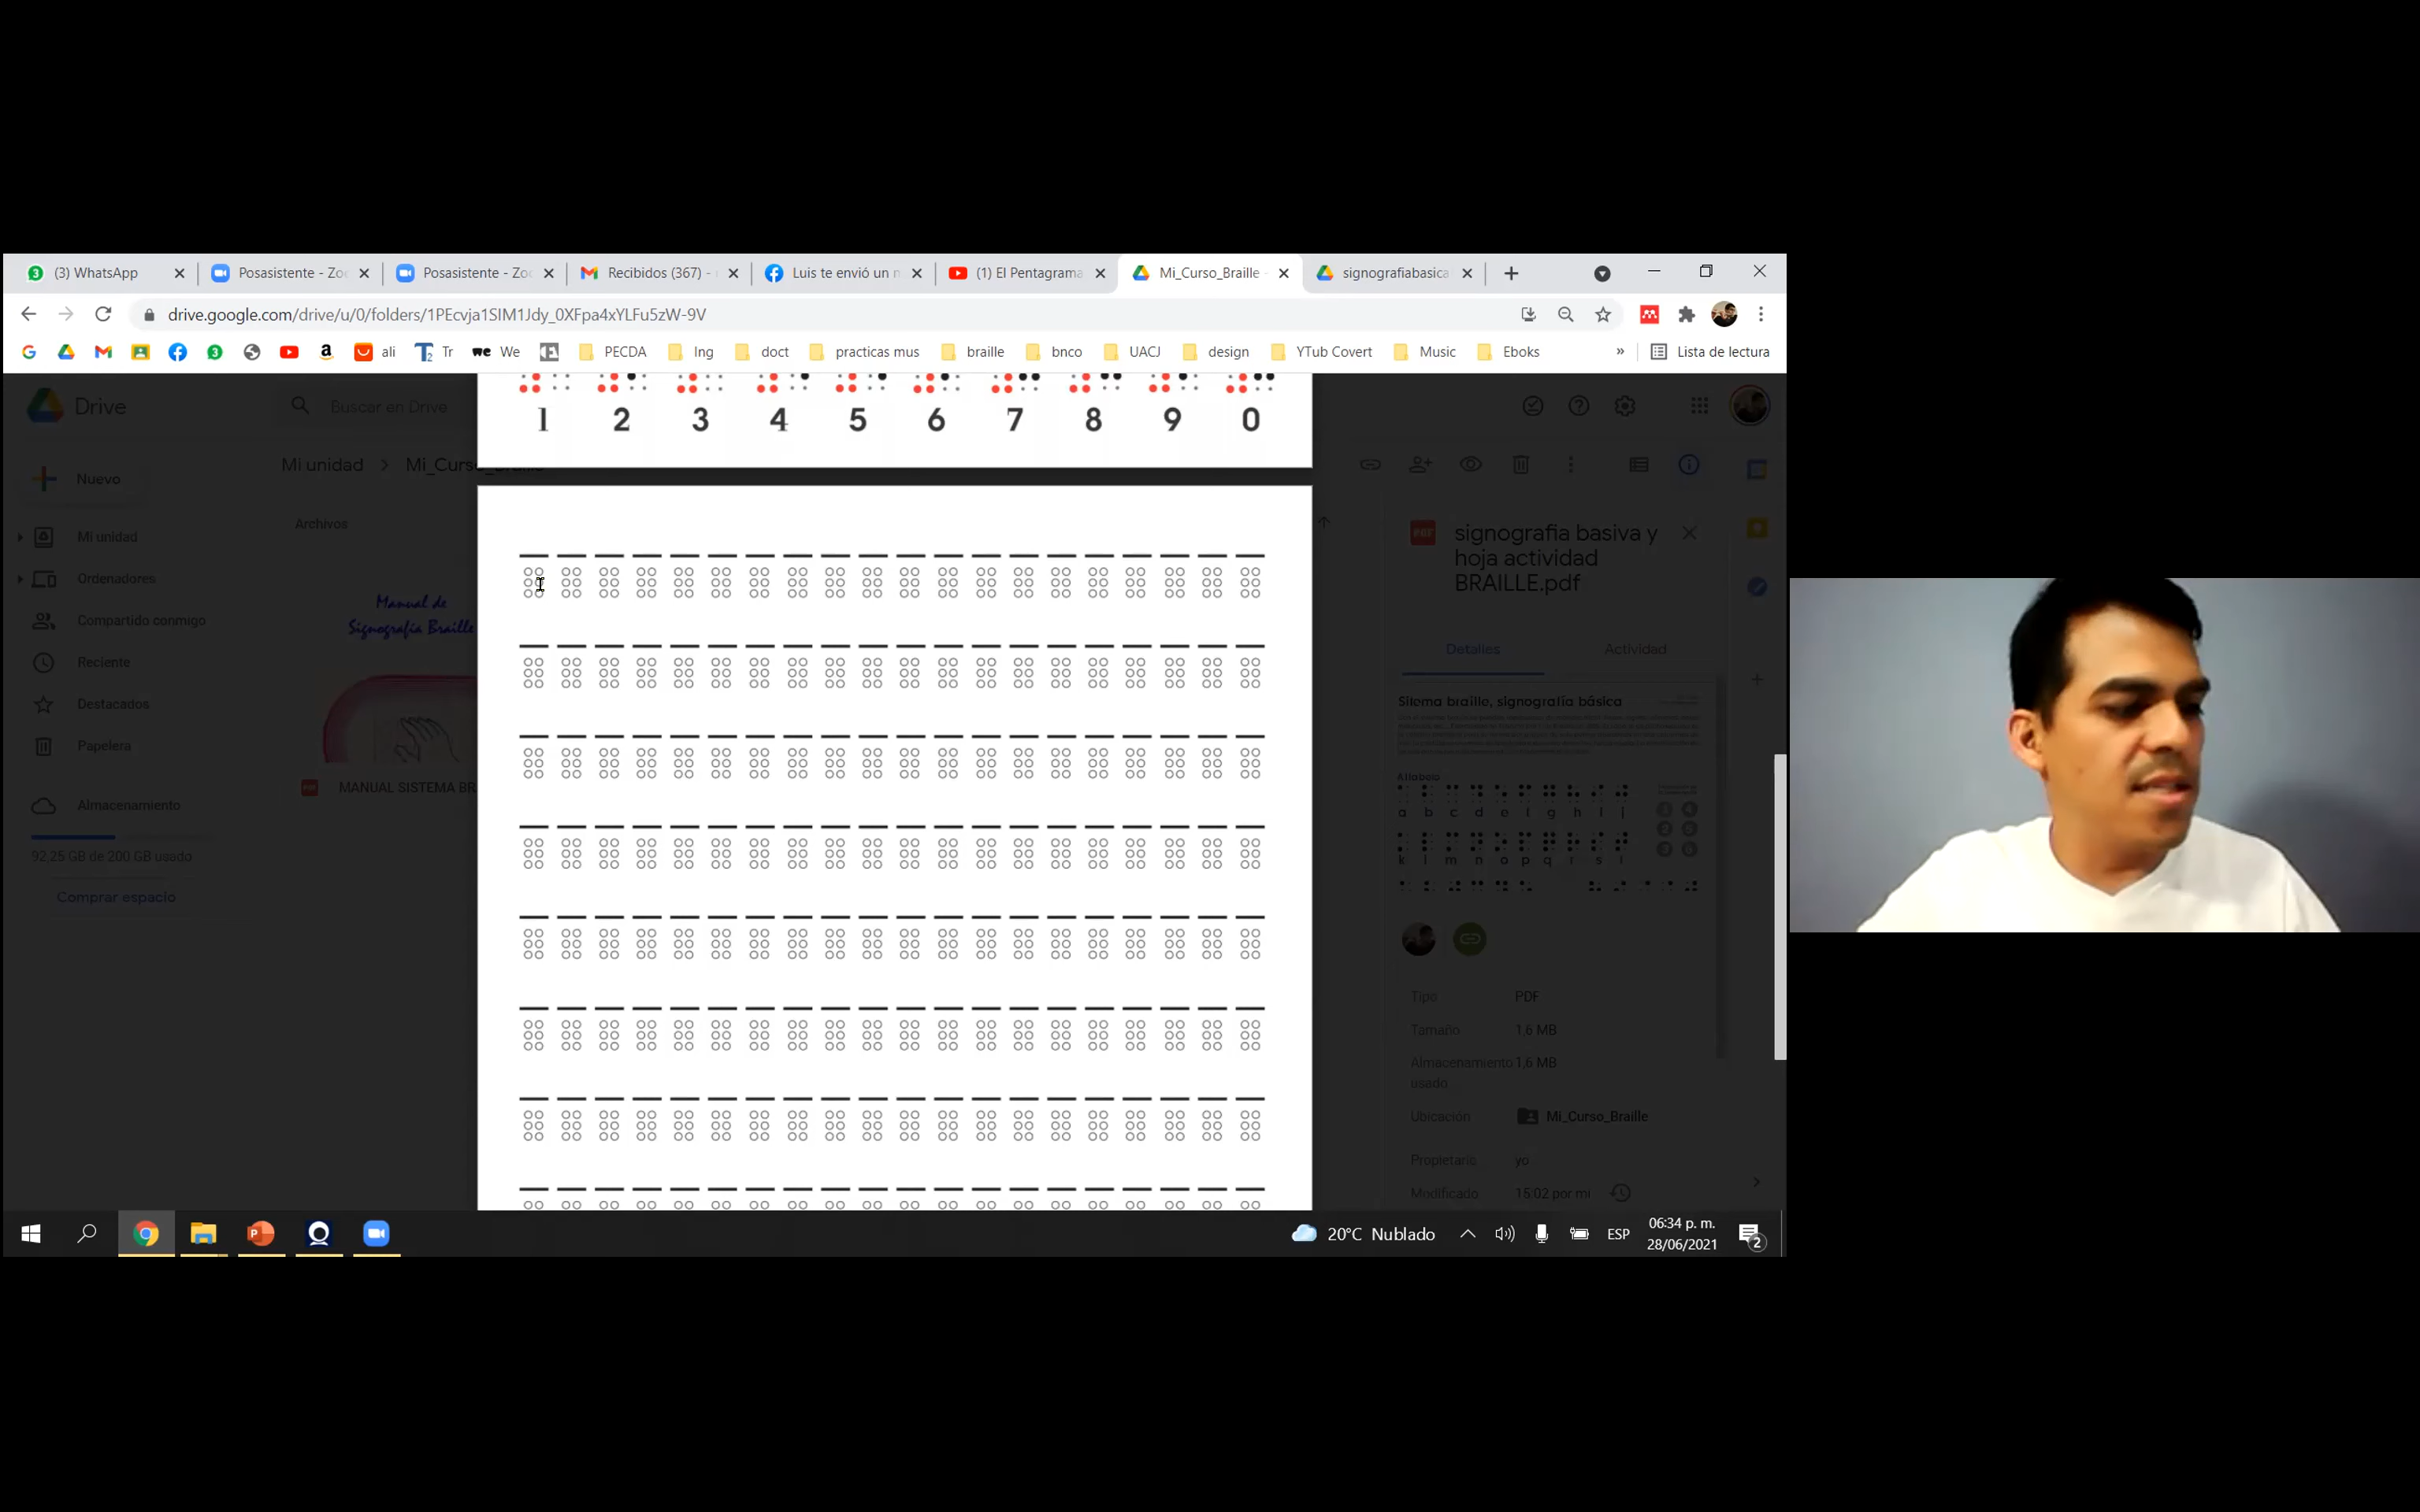 (3) WhatsApp
Posasistente - Zo
Posasistente - Zo
Recibidos (367) -
Luis te envió un
(1) El Pentagrama
Mi_Curso_Braille -
signografiabasica
drive.google.com/drive/u/0/folders/1PEcvja1SIM1Jdy_0XFpa4xYLFu5zW-9V
ali
Tr
We
PECDA
Ing
doct
practicas mus
braille
bnco
UACJ
design
YTub Covert
Music
Eboks
»
Lista de lectura
Drive
Buscar en Drive
1 2 3 4 5 6 7 8 9 0
Mi unidad > Mi_Curso_Braille
Nuevo
Archivos
Mi unidad
Ordenadores
Compartido conmigo
Reciente
Destacados
Papelera
Almacenamiento
92,25 GB de 200 GB usado
Comprar espacio
Manual de
Signografía Braille
MANUAL SISTEMA BR
signografia basiva y
hoja actividad
BRAILLE.pdf
Detalles
Actividad
Sitema braille, signografía básica
Alfabeto
a b c d e f g h i j
k l m n o p q r s t
Tipo PDF
Tamaño 1,6 MB
Almacenamiento 1,6 MB
usado
Ubicación Mi_Curso_Braille
Propietario yo
Modificado 15:02 por mi
20°C Nublado
ESP
06:34 p. m.
28/06/2021
2